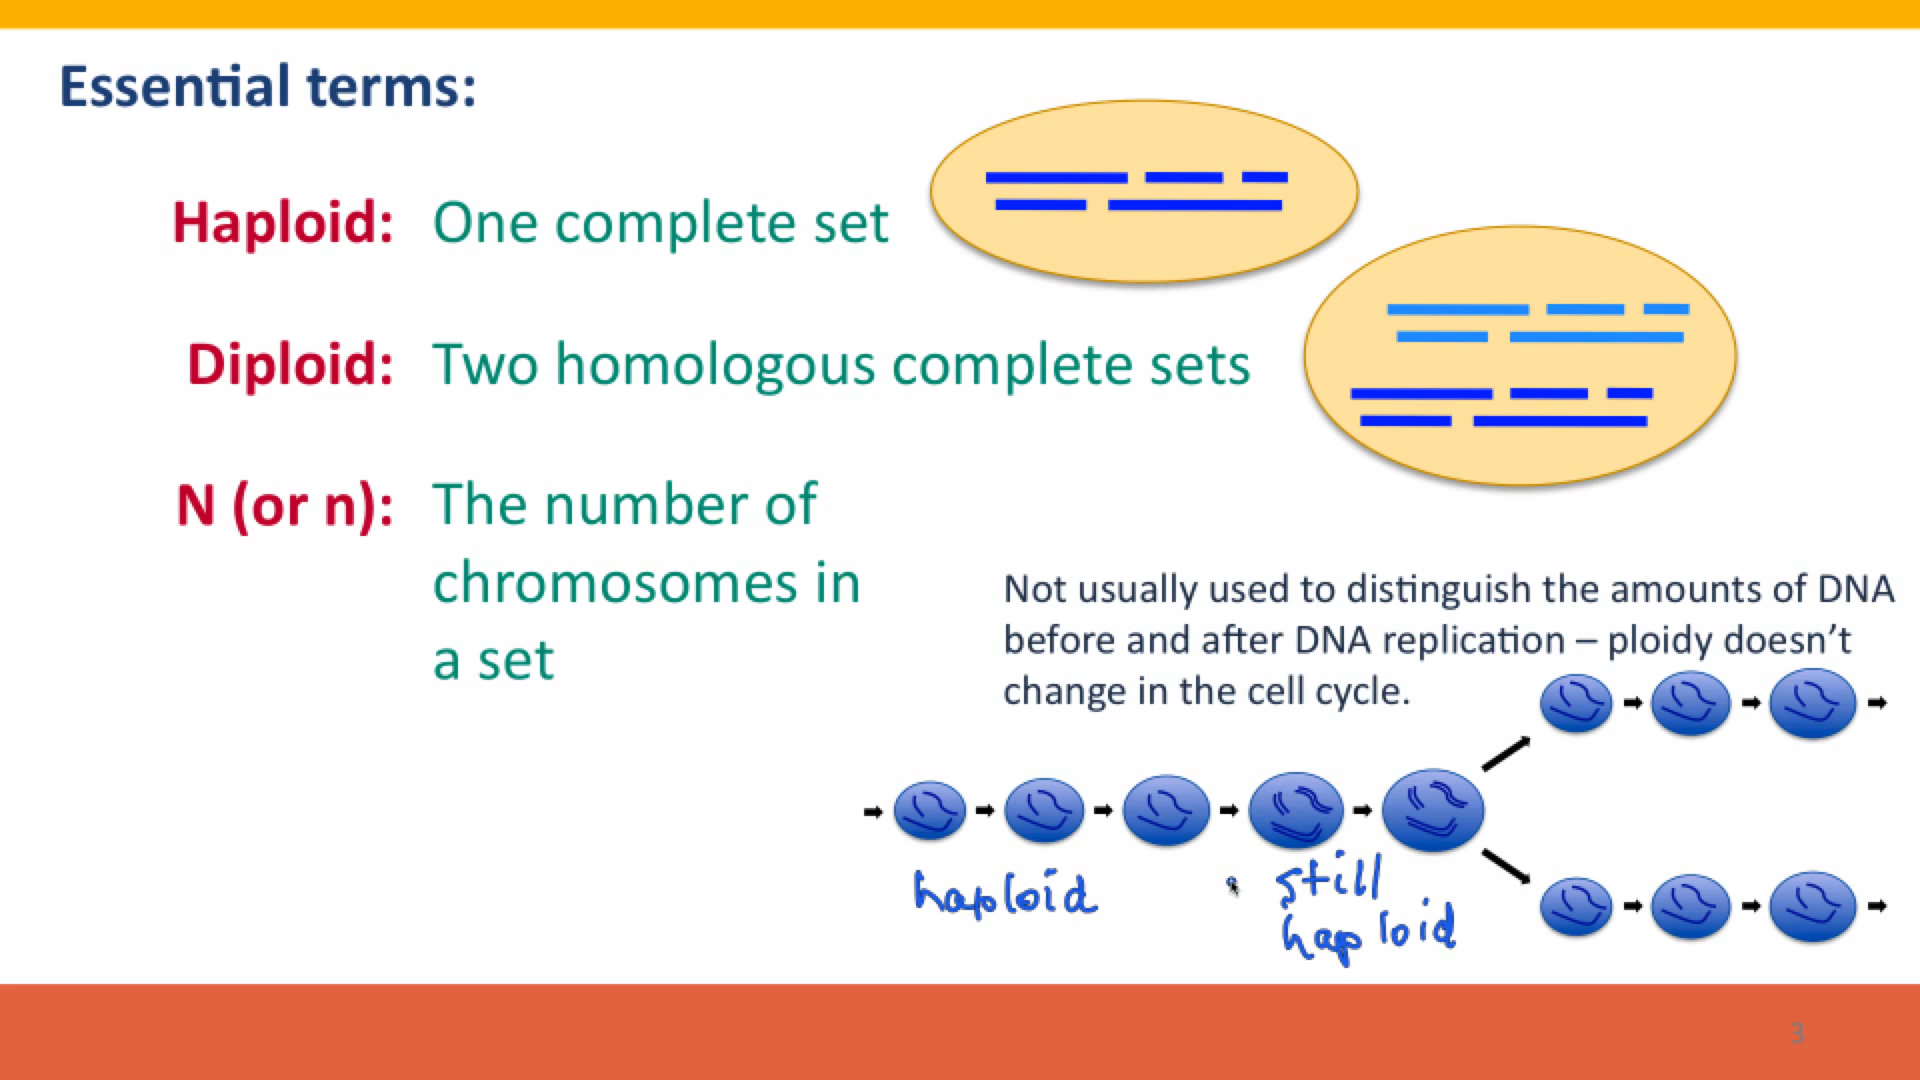 Essential terms:
Haploid: One complete set
Diploid: Two homologous complete sets
N (or n): The number of
chromosomes in
a set
Not usually used to distinguish the amounts of DNA
before and after DNA replication – ploidy doesn’t
change in the cell cycle.
haploid
still
haploid
3